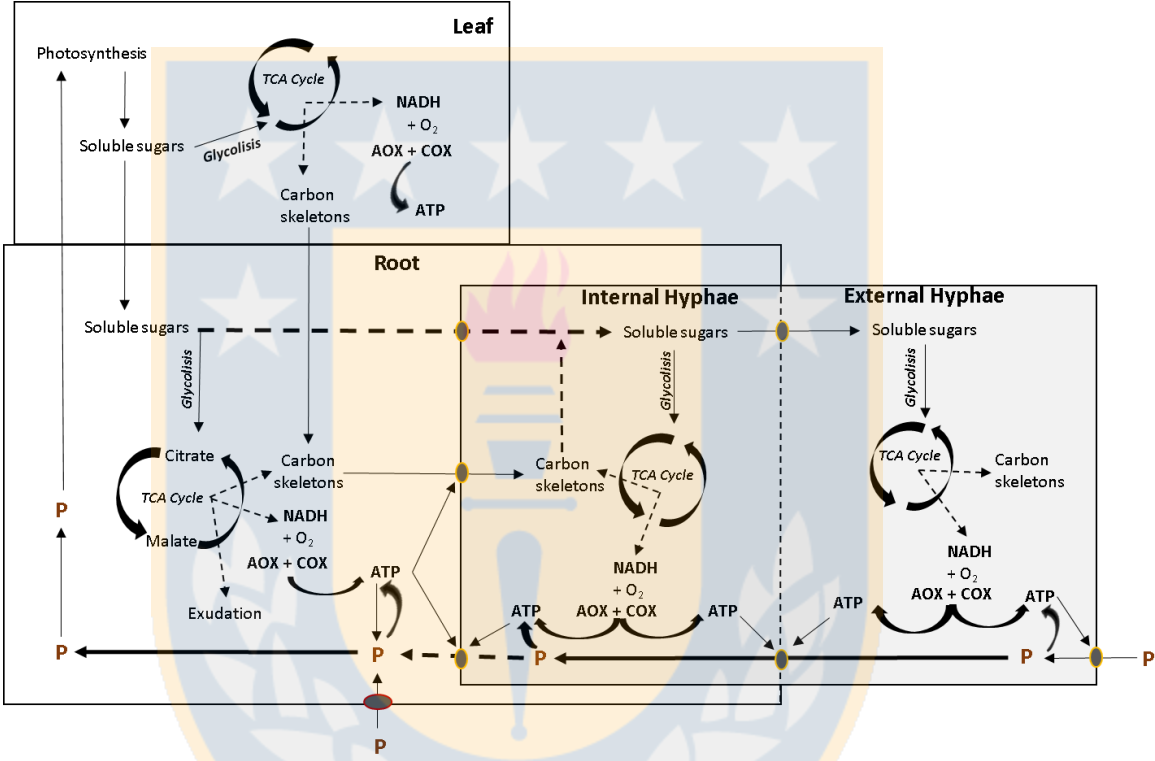 Leaf
Photosynthesis
TCA Cycle
NADH
+ O2
AOX + COX
Soluble sugars
Glycolisis
Carbon
skeletons
ATP
Root
Internal Hyphae
External Hyphae
Soluble sugars
Soluble sugars
Soluble sugars
Glycolisis
Glycolisis
Glycolisis
Citrate
TCA Cycle
Malate
Carbon
skeletons
NADH
+ O2
AOX + COX
ATP
Exudation
Carbon
skeletons
TCA Cycle
NADH
+ O2
AOX + COX
ATP
ATP
TCA Cycle
Carbon
skeletons
NADH
+ O2
AOX + COX
ATP
ATP
P
P
P
P
P
P
P